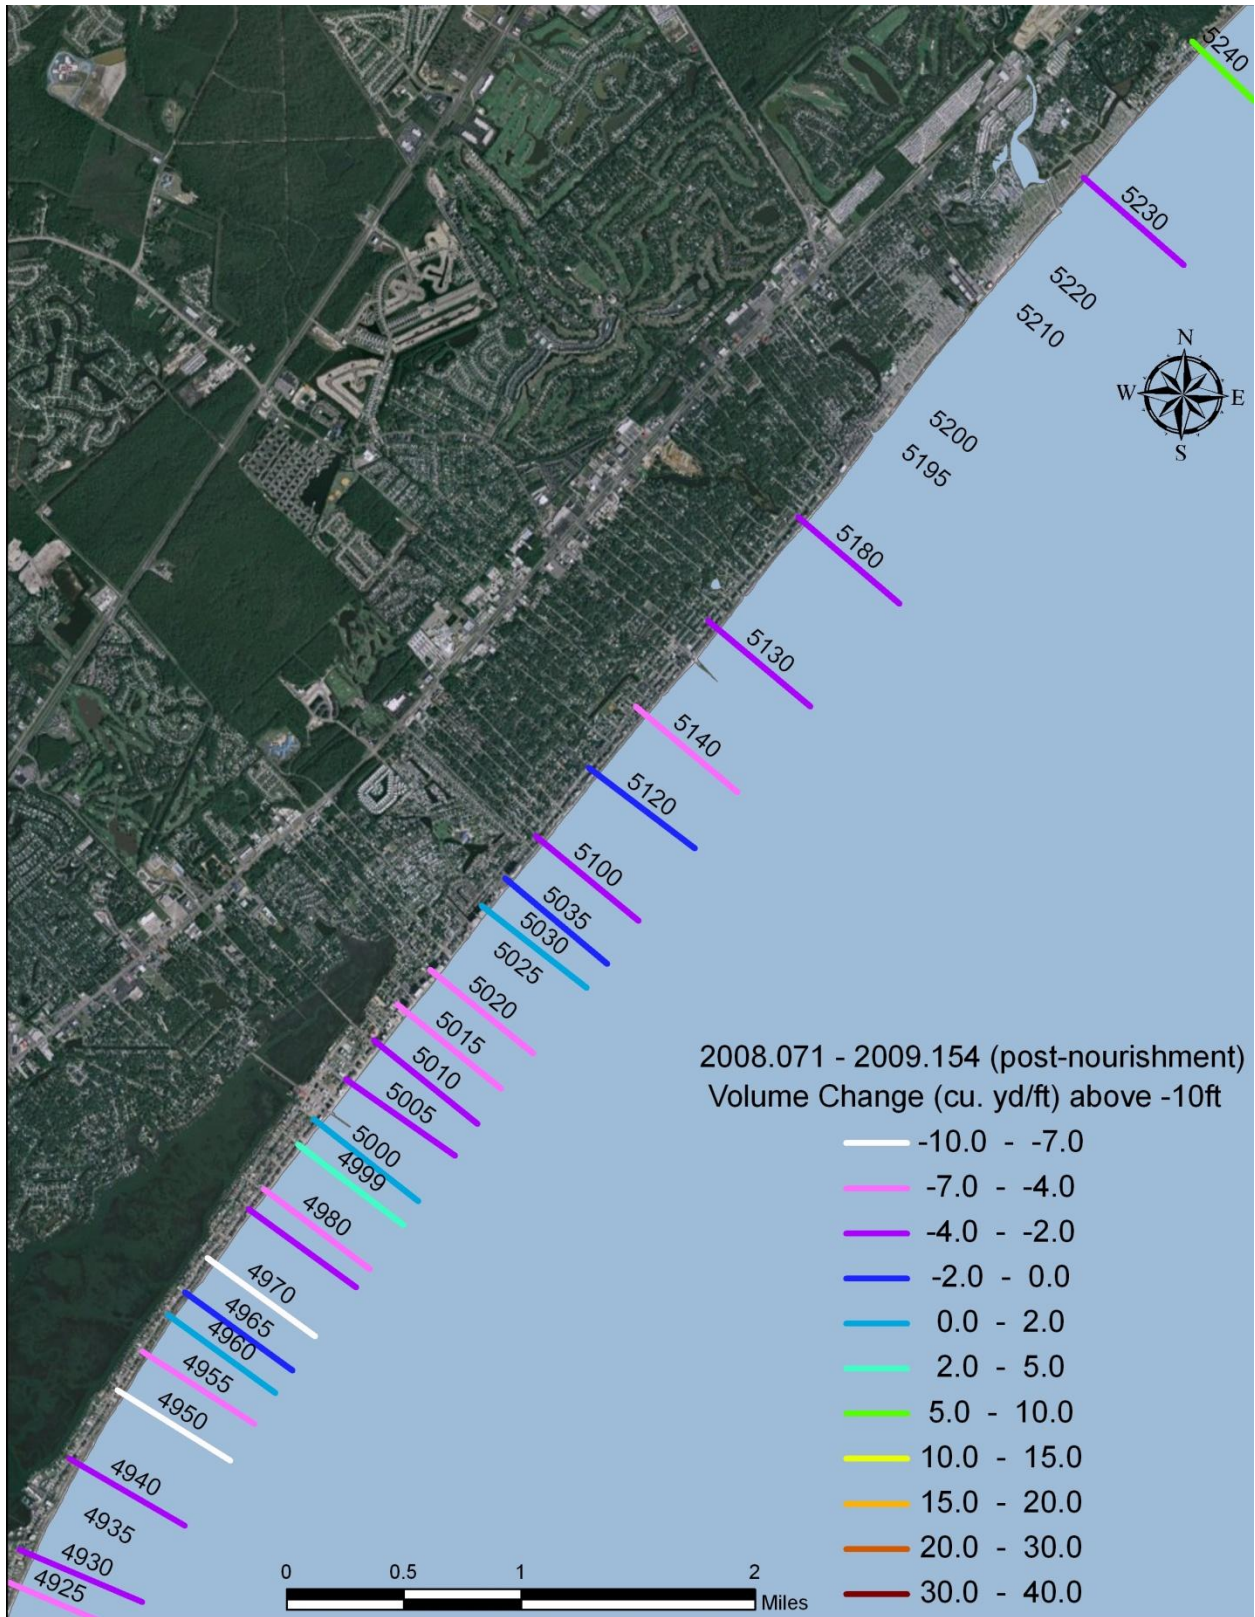 5240
5230
5220
5210
N
W E
S
5200
5195
5180
5130
5140
5120
5100
5035
5030
5025
5020
5015
5010
5005
5000
4999
4980
4970
4965
4960
4955
4950
4940
4935
4930
4925
2008.071 - 2009.154 (post-nourishment)
Volume Change (cu. yd/ft) above -10ft
-10.0 - -7.0
-7.0 - -4.0
-4.0 - -2.0
-2.0 - 0.0
0.0 - 2.0
2.0 - 5.0
5.0 - 10.0
10.0 - 15.0
15.0 - 20.0
20.0 - 30.0
30.0 - 40.0
0 0.5 1 2
Miles